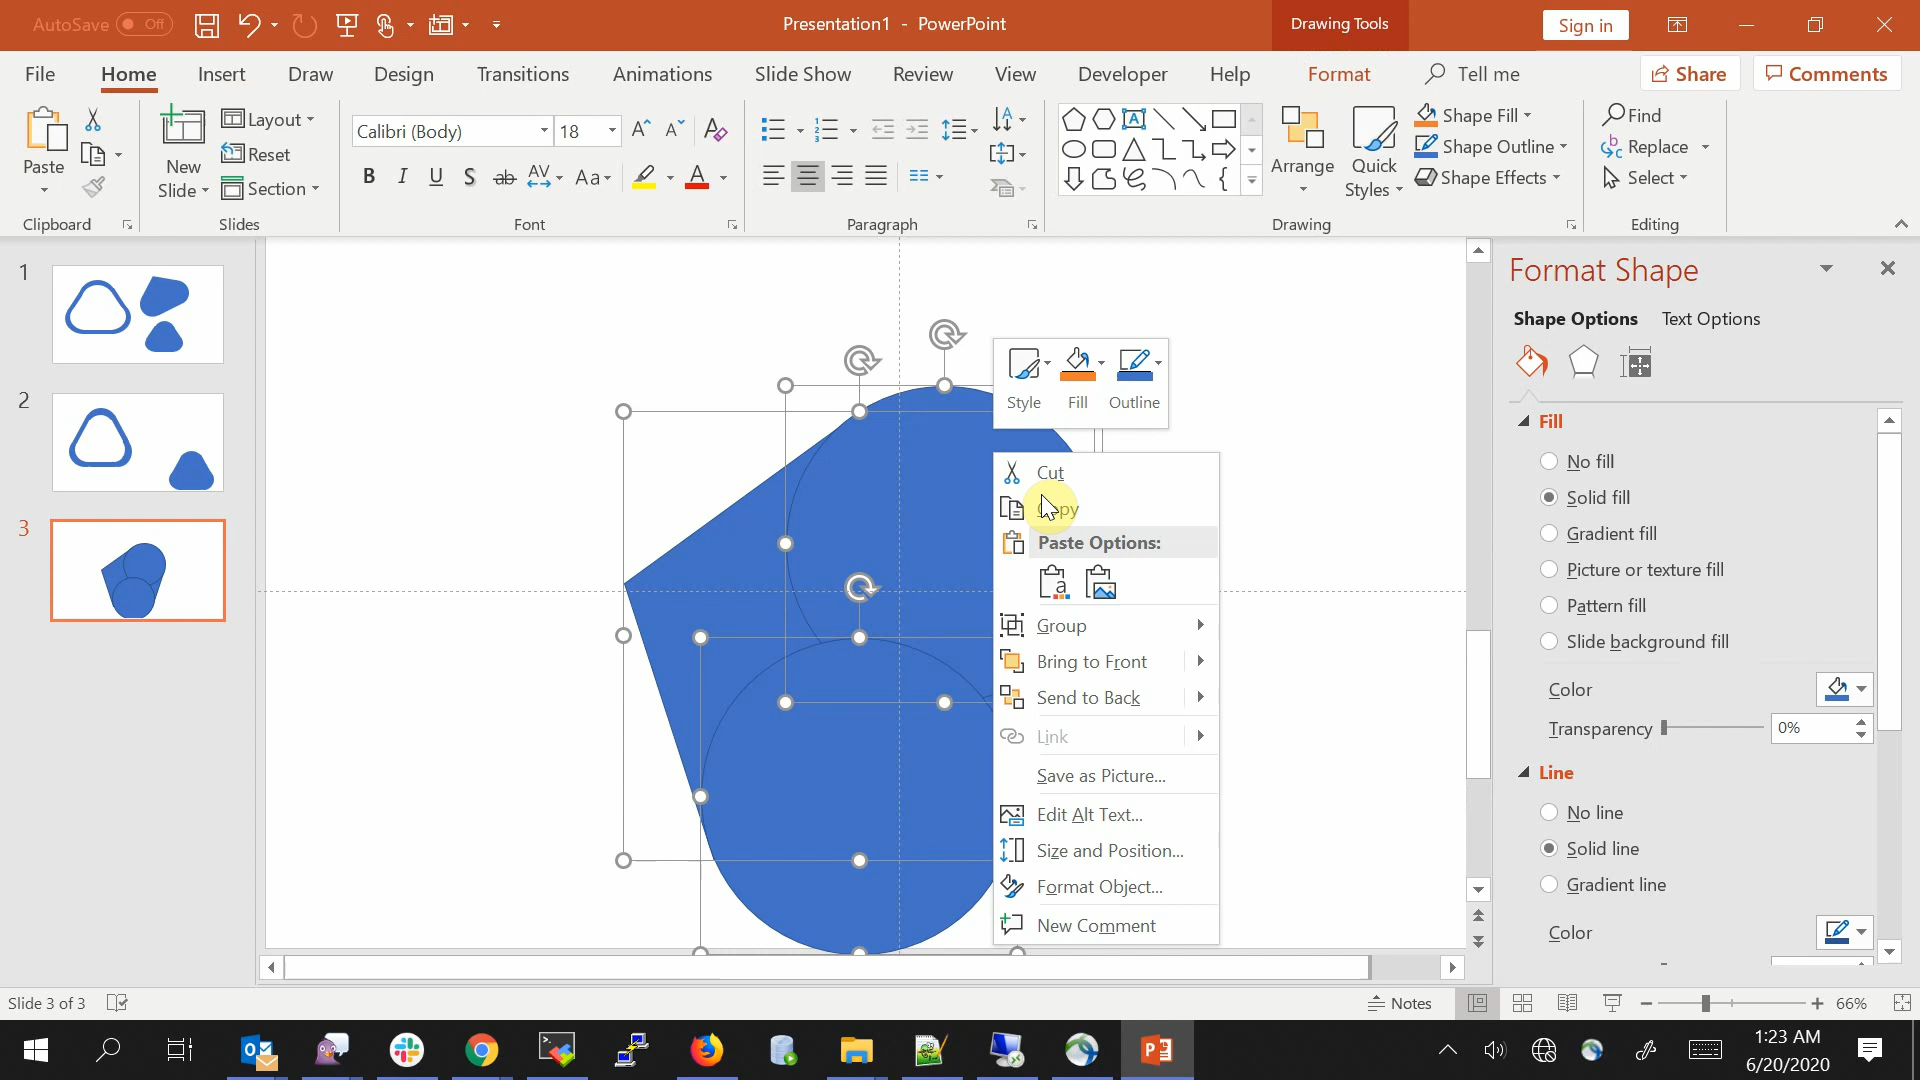 AutoSave Off
Presentation1 - PowerPoint
Drawing Tools
Sign in
File Home Insert Draw Design Transitions Animations Slide Show Review View Developer Help Format Tell me Share Comments
Paste
New Slide
Layout
Reset
Section
Calibri (Body) 18
B I U S ab AV Aa A
Arrange
Quick Styles
Shape Fill
Shape Outline
Shape Effects
Find
Replace
Select
Clipboard Slides Font Paragraph Drawing Editing
1
2
3
Style Fill Outline
Cut
Copy
Paste Options:
Group
Bring to Front
Send to Back
Link
Save as Picture...
Edit Alt Text...
Size and Position...
Format Object...
New Comment
Format Shape
Shape Options Text Options
Fill
No fill
Solid fill
Gradient fill
Picture or texture fill
Pattern fill
Slide background fill
Color
Transparency 0%
Line
No line
Solid line
Gradient line
Color
Slide 3 of 3
Notes
66%
1:23 AM
6/20/2020